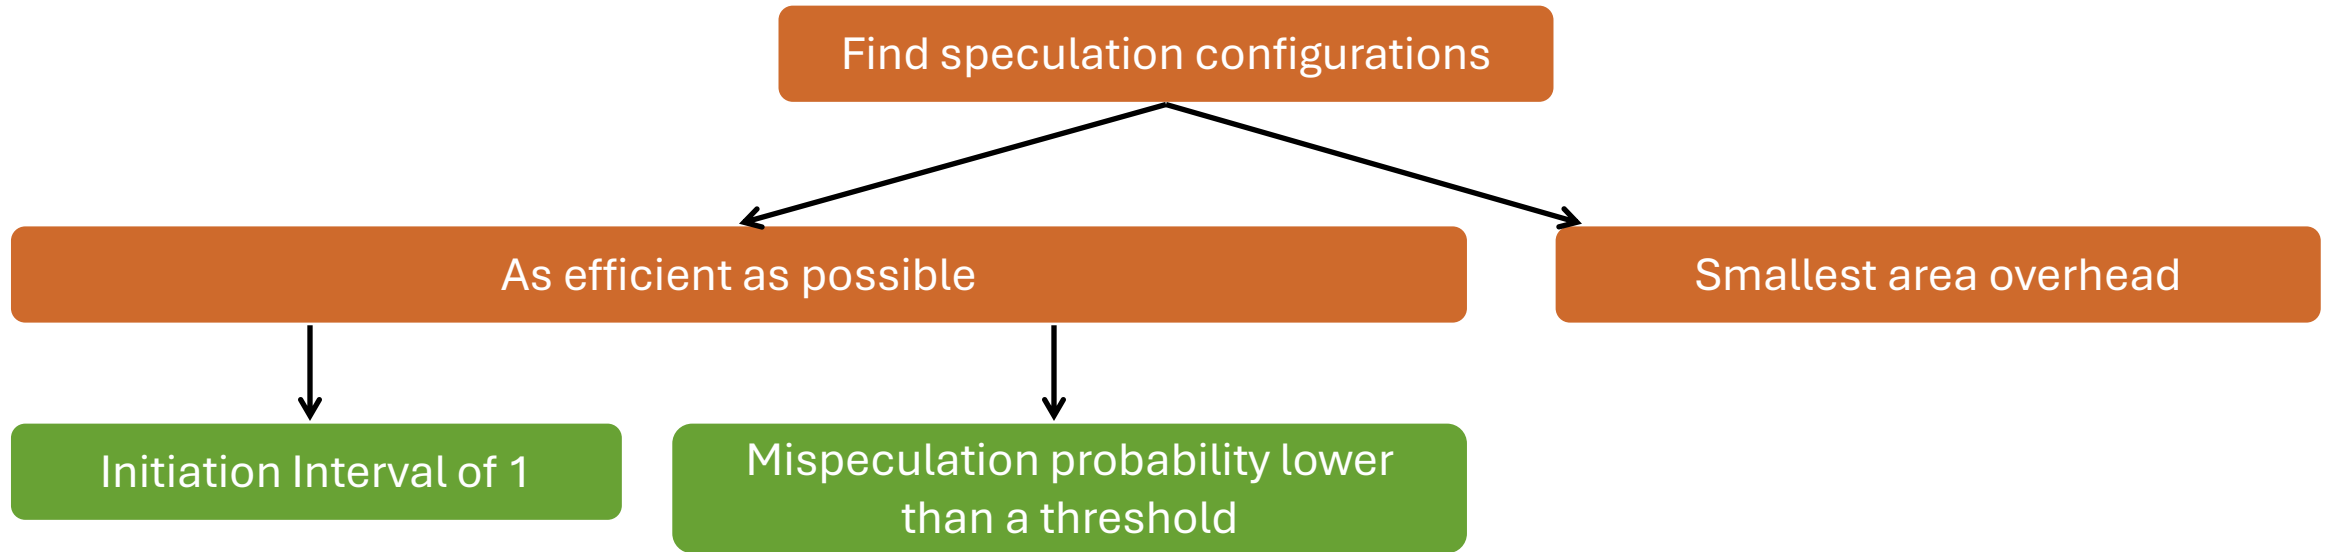 Find speculation configurations
As efficient as possible
Smallest area overhead
Initiation Interval of 1
Mispeculation probability lower
than a threshold